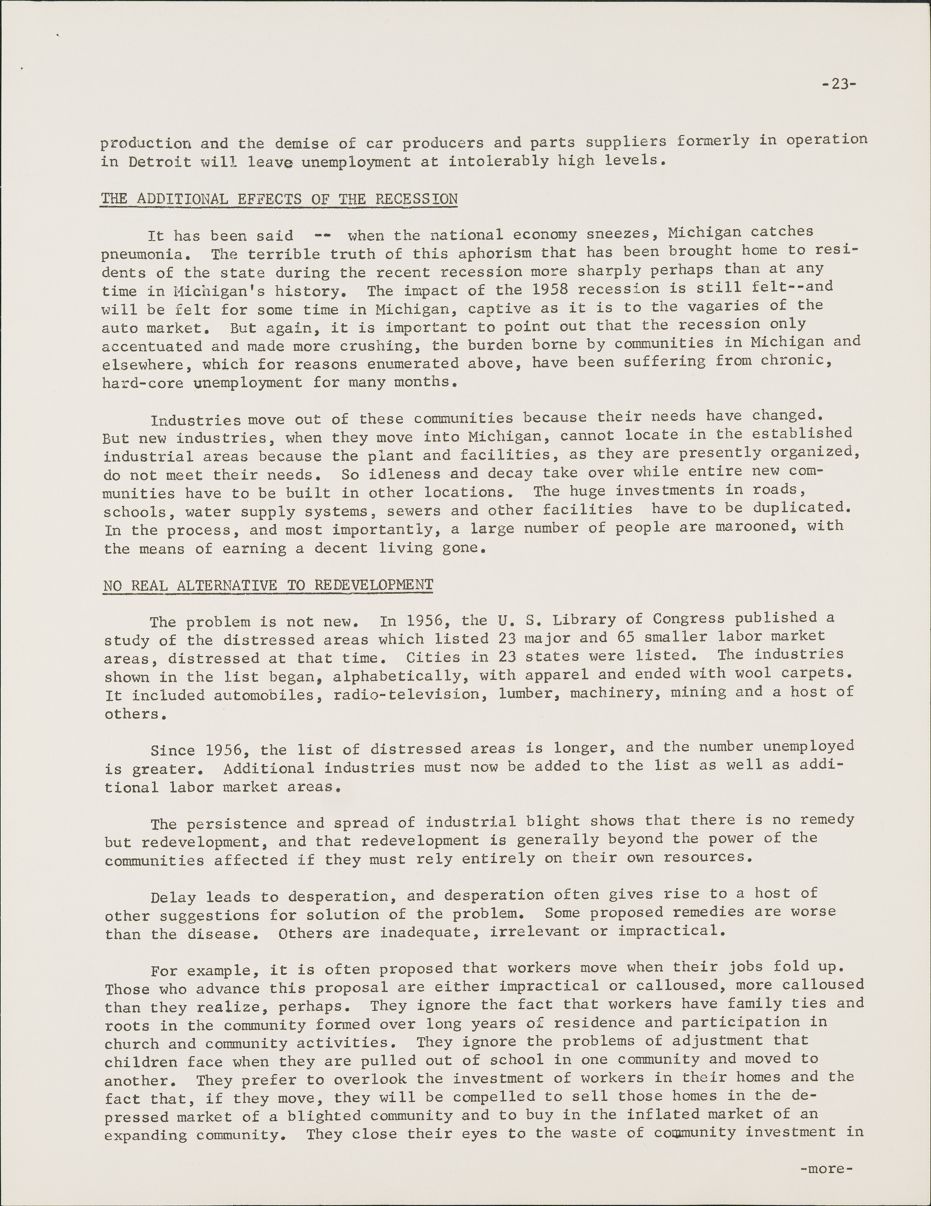 -23-
production and the demise of car producers and parts suppliers formerly in operation
in Detroit will leave unemployment at intolerably high levels.
THE ADDITIONAL EFFECTS OF THE RECESSION
It has been said -- when the national economy sneezes, Michigan catches
pneumonia. The terrible truth of this aphorism that has been brought home to resi-
dents of the state during the recent recession more sharply perhaps than at any
time in Michigan's history. The impact of the 1958 recession is still felt--and
will be felt for some time in Michigan, captive as it is to the vagaries of the
auto market. But again, it is important to point out that the recession only
accentuated and made more crushing, the burden borne by communities in Michigan and
elsewhere, which for reasons enumerated above, have been suffering from chronic,
hard-core unemployment for many months.
Industries move out of these communities because their needs have changed.
But new industries, when they move into Michigan, cannot locate in the established
industrial areas because the plant and facilities, as they are presently organized,
do not meet their needs. So idleness and decay take over while entire new com-
munities have to be built in other locations. The huge investments in roads,
schools, water supply systems, sewers and other facilities have to be duplicated.
In the process, and most importantly, a large number of people are marooned, with
the means of earning a decent living gone.
NO REAL ALTERNATIVE TO REDEVELOPMENT
The problem is not new. In 1956, the U. S. Library of Congress published a
study of the distressed areas which listed 23 major and 65 smaller labor market
areas, distressed at that time. Cities in 23 states were listed. The industries
shown in the list began, alphabetically, with apparel and ended with wool carpets.
It included automobiles, radio-television, lumber, machinery, mining and a host of
others.
Since 1956, the list of distressed areas is longer, and the number unemployed
is greater. Additional industries must now be added to the list as well as addi-
tional labor market areas.
The persistence and spread of industrial blight shows that there is no remedy
but redevelopment, and that redevelopment is generally beyond the power of the
communities affected if they must rely entirely on their own resources.
Delay leads to desperation, and desperation often gives rise to a host of
other suggestions for solution of the problem. Some proposed remedies are worse
than the disease. Others are inadequate, irrelevant or impractical.
For example, it is often proposed that workers move when their jobs fold up.
Those who advance this proposal are either impractical or calloused, more calloused
than they realize, perhaps. They ignore the fact that workers have family ties and
roots in the community formed over long years of residence and participation in
church and community activities. They ignore the problems of adjustment that
children face when they are pulled out of school in one community and moved to
another. They prefer to overlook the investment of workers in their homes and the
fact that, if they move, they will be compelled to sell those homes in the de-
pressed market of a blighted community and to buy in the inflated market of an
expanding community. They close their eyes to the waste of community investment in
-more-